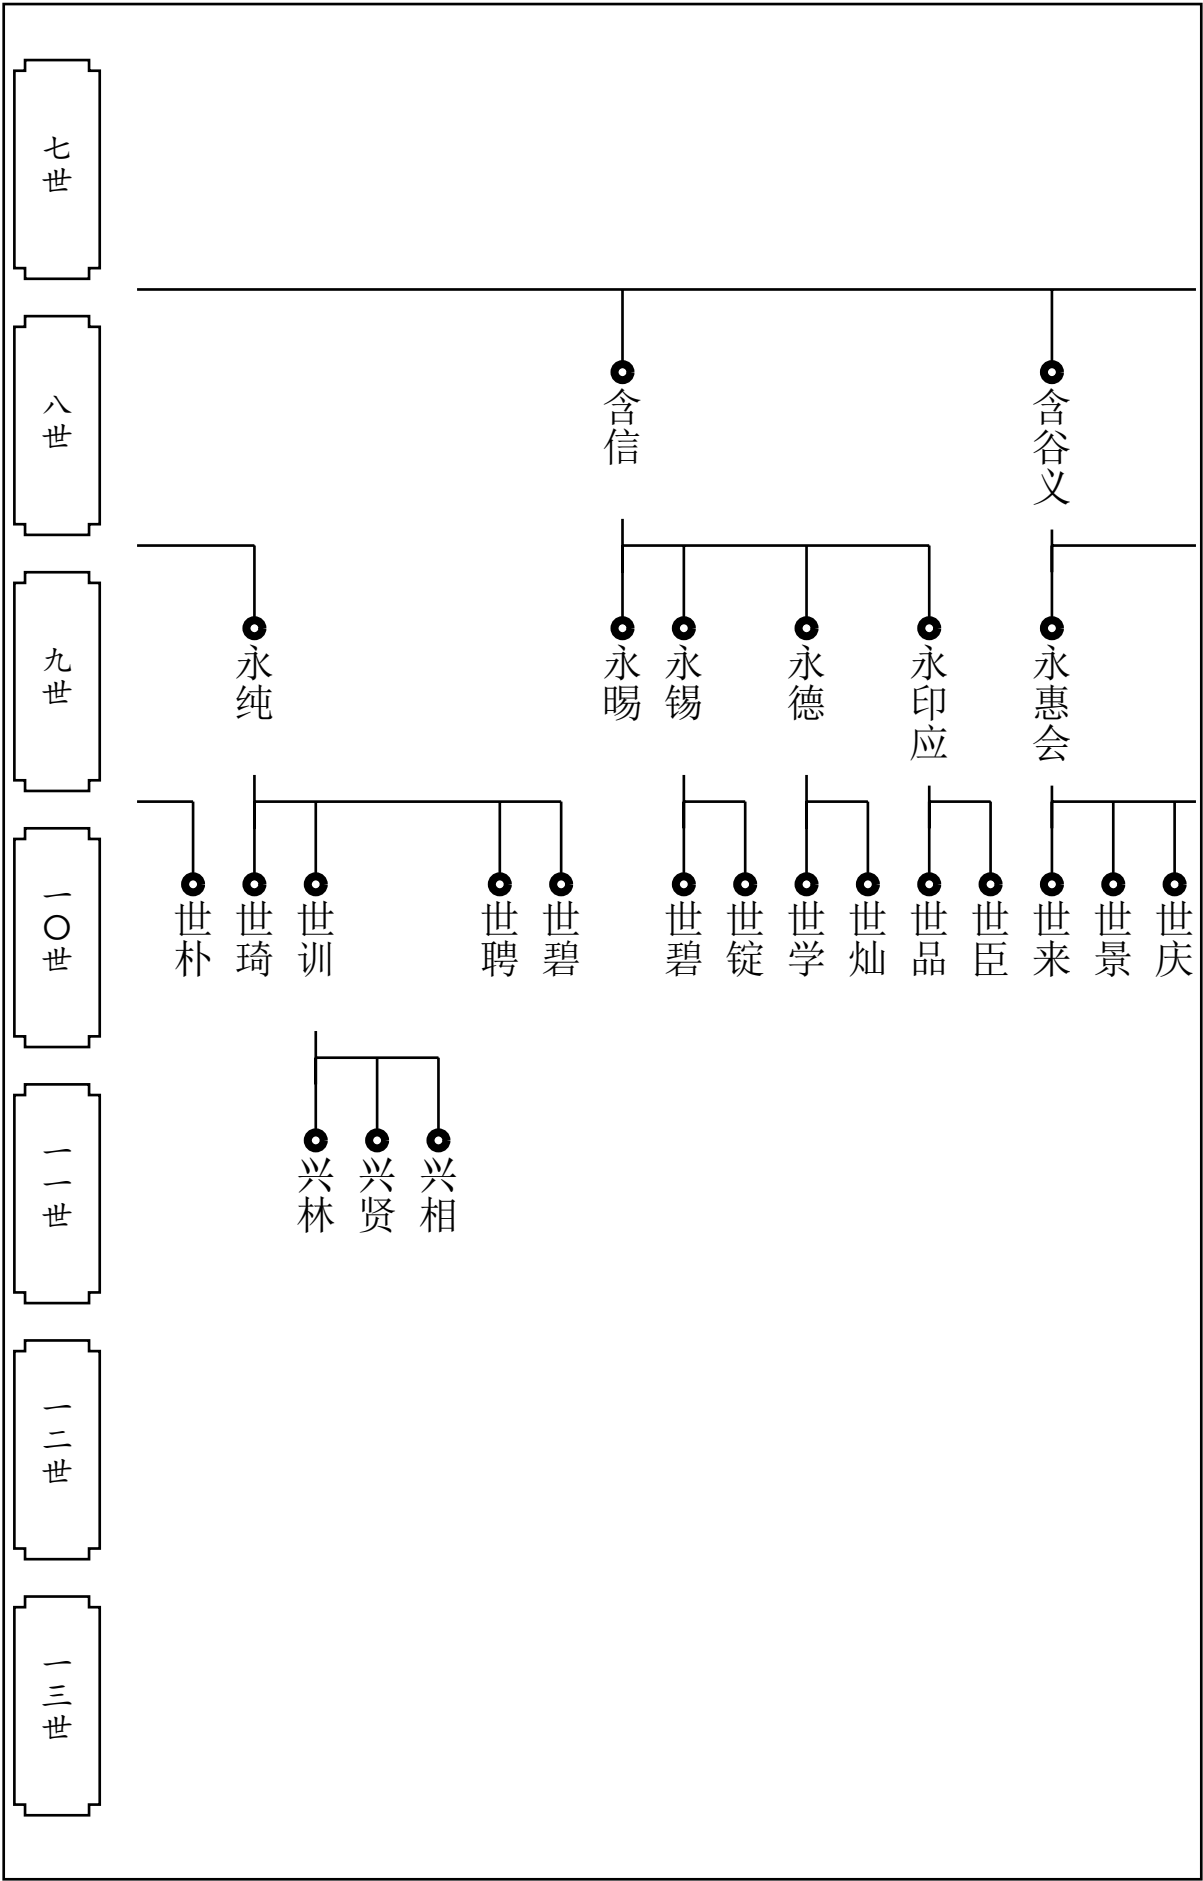 七世
八世
含信
含谷义
九世
永纯
永暘
永锡
永德
永印应
永惠会
一〇世
世朴
世琦
世训
世聘
世碧
世碧
世锭
世学
世灿
世品
世臣
世来
世景
世庆
一一世
兴林
兴贤
兴相
一二世
一三世